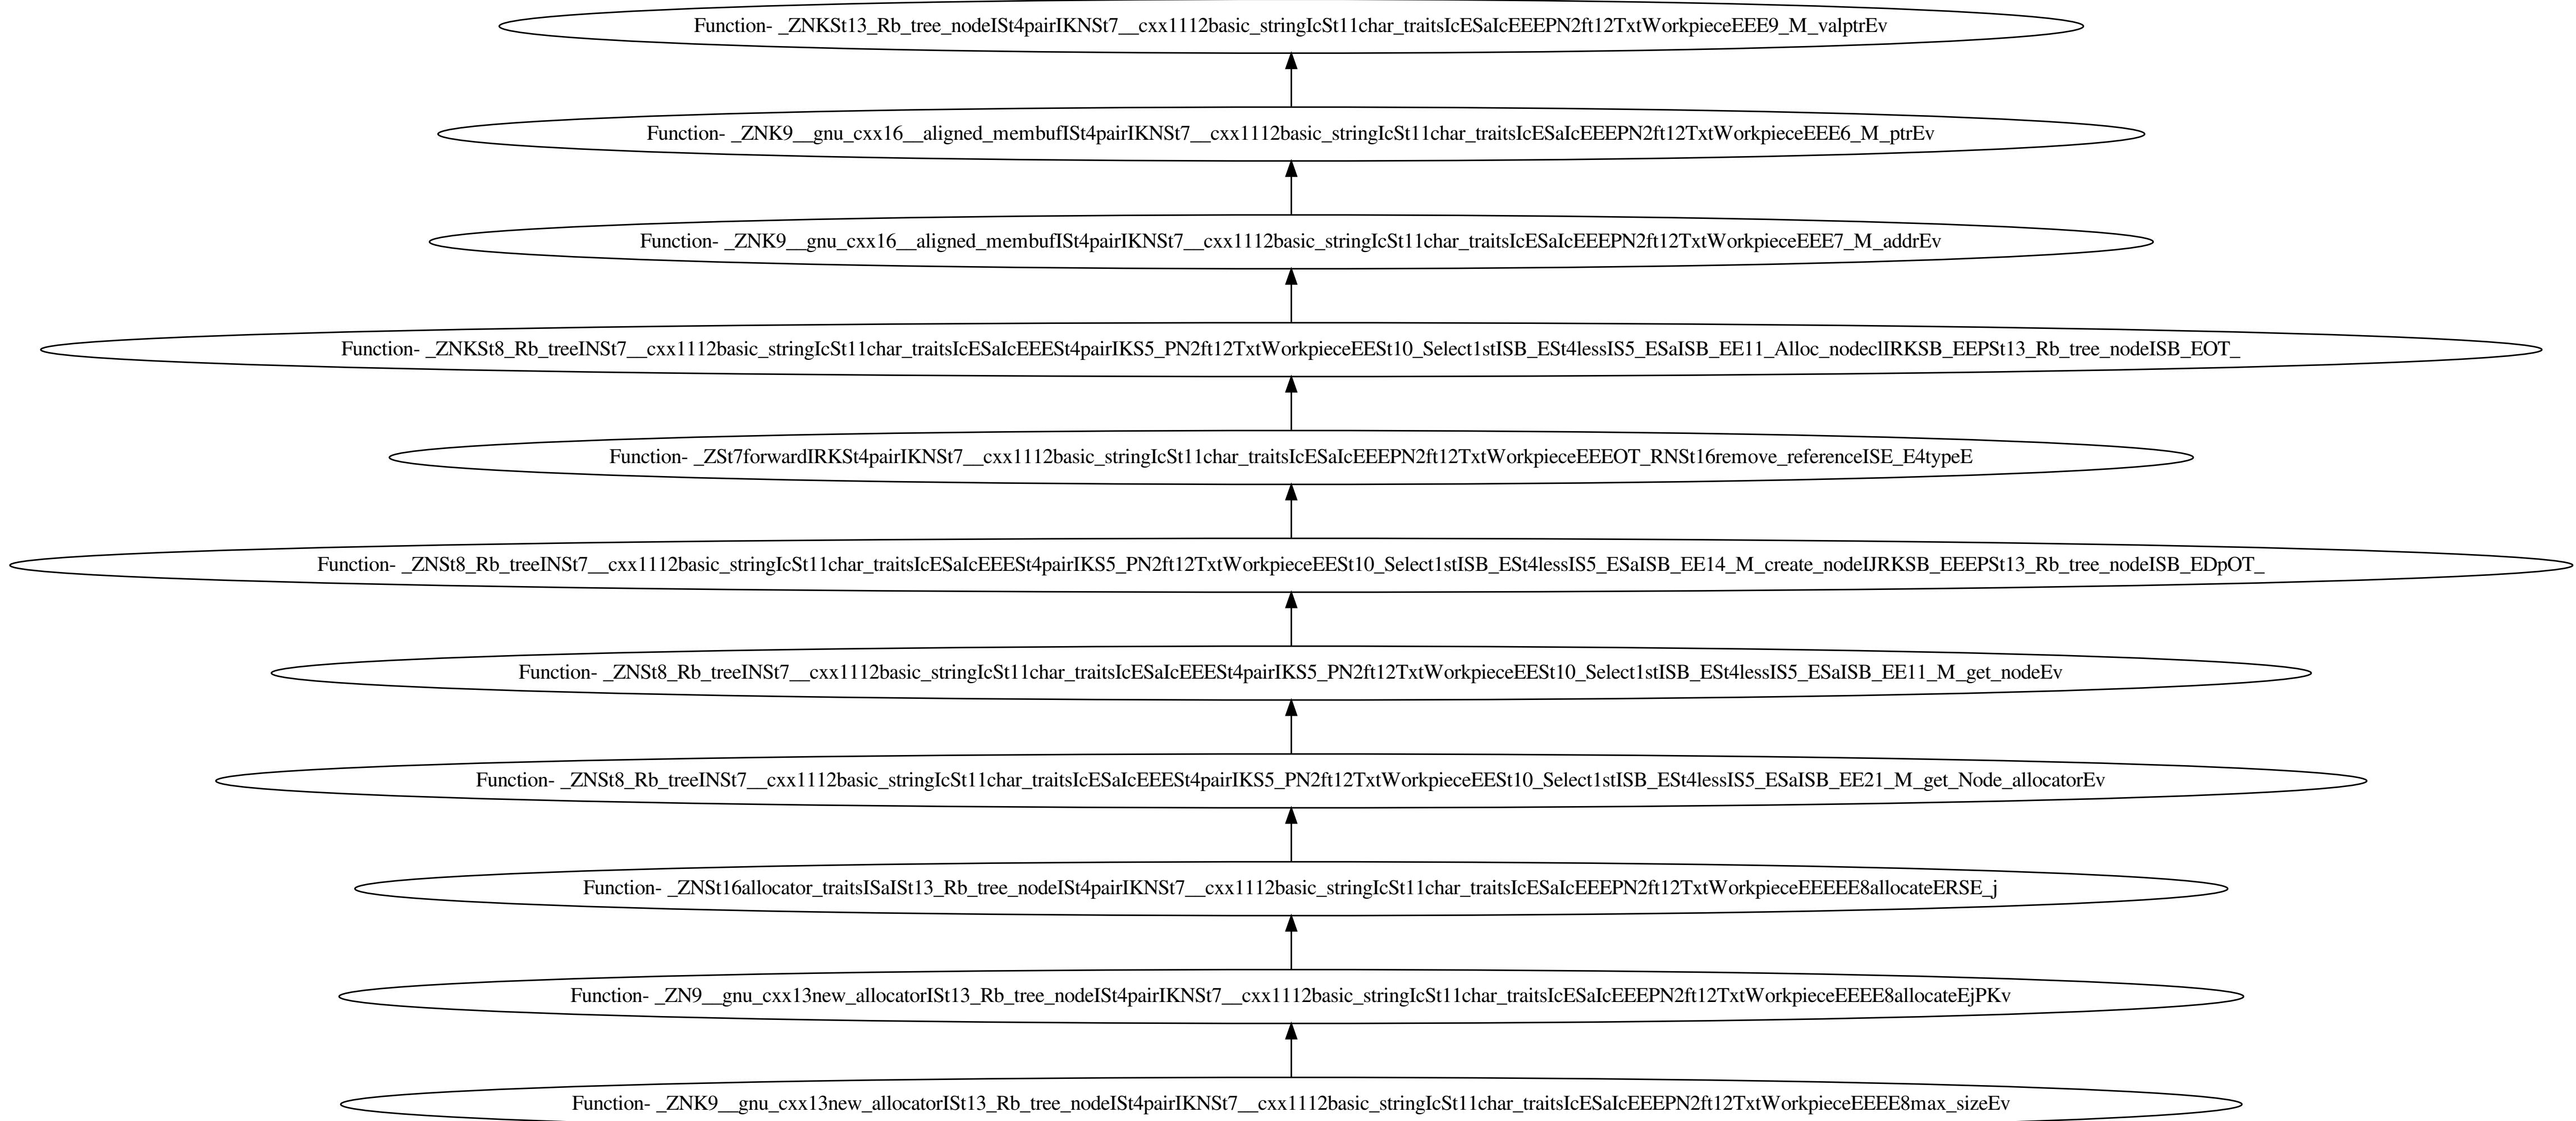 Function- _ZNKSt13_Rb_tree_nodeISt4pairIKNSt7__cxx1112basic_stringIcSt11char_traitsIcESaIcEEEPN2ft12TxtWorkpieceEEE9_M_valptrEv
Function- _ZNK9__gnu_cxx16__aligned_membufISt4pairIKNSt7__cxx1112basic_stringIcSt11char_traitsIcESaIcEEEPN2ft12TxtWorkpieceEEE6_M_ptrEv
Function- _ZNK9__gnu_cxx16__aligned_membufISt4pairIKNSt7__cxx1112basic_stringIcSt11char_traitsIcESaIcEEEPN2ft12TxtWorkpieceEEE7_M_addrEv
Function- _ZNKSt8_Rb_treeINSt7__cxx1112basic_stringIcSt11char_traitsIcESaIcEEESt4pairIKS5_PN2ft12TxtWorkpieceEESt10_Select1stISB_ESt4lessIS5_ESaISB_EE11_Alloc_nodeclIRKSB_EEPSt13_Rb_tree_nodeISB_EOT_
Function- _ZSt7forwardIRKSt4pairIKNSt7__cxx1112basic_stringIcSt11char_traitsIcESaIcEEEPN2ft12TxtWorkpieceEEEOT_RNSt16remove_referenceISE_E4typeE
Function- _ZNSt8_Rb_treeINSt7__cxx1112basic_stringIcSt11char_traitsIcESaIcEEESt4pairIKS5_PN2ft12TxtWorkpieceEESt10_Select1stISB_ESt4lessIS5_ESaISB_EE14_M_create_nodeIJRKSB_EEEPSt13_Rb_tree_nodeISB_EDpOT_
Function- _ZNSt8_Rb_treeINSt7__cxx1112basic_stringIcSt11char_traitsIcESaIcEEESt4pairIKS5_PN2ft12TxtWorkpieceEESt10_Select1stISB_ESt4lessIS5_ESaISB_EE11_M_get_nodeEv
Function- _ZNSt8_Rb_treeINSt7__cxx1112basic_stringIcSt11char_traitsIcESaIcEEESt4pairIKS5_PN2ft12TxtWorkpieceEESt10_Select1stISB_ESt4lessIS5_ESaISB_EE21_M_get_Node_allocatorEv
Function- _ZNSt16allocator_traitsISaISt13_Rb_tree_nodeISt4pairIKNSt7__cxx1112basic_stringIcSt11char_traitsIcESaIcEEEPN2ft12TxtWorkpieceEEEEE8allocateERSE_j
Function- _ZN9__gnu_cxx13new_allocatorISt13_Rb_tree_nodeISt4pairIKNSt7__cxx1112basic_stringIcSt11char_traitsIcESaIcEEEPN2ft12TxtWorkpieceEEEE8allocateEjPKv
Function- _ZNK9__gnu_cxx13new_allocatorISt13_Rb_tree_nodeISt4pairIKNSt7__cxx1112basic_stringIcSt11char_traitsIcESaIcEEEPN2ft12TxtWorkpieceEEEE8max_sizeEv